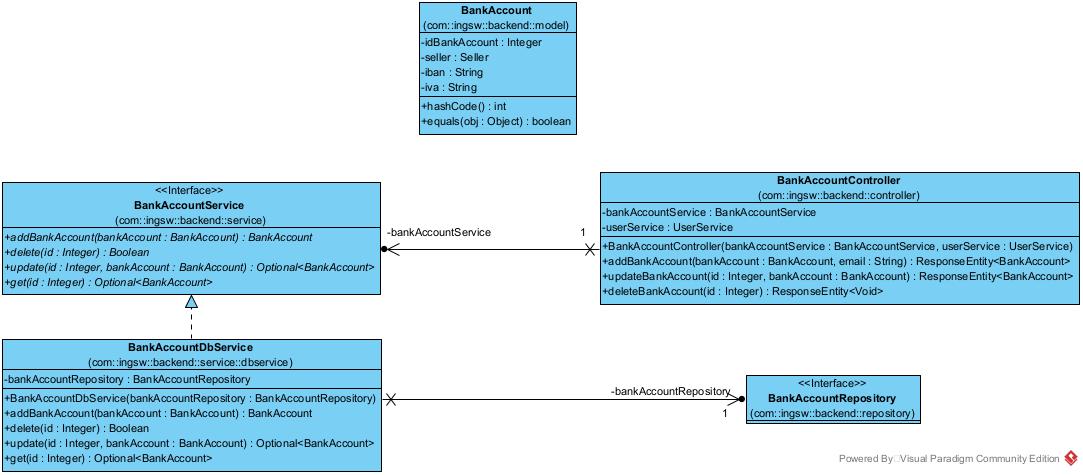 BankAccount
(com::ingsw::backend::model)
-idBankAccount : Integer
-seller : Seller
-iban : String
-iva : String
+hashCode() : int
+equals(obj : Object) : boolean
<<Interface>>
BankAccountService
(com::ingsw::backend::service)
+addBankAccount(bankAccount : BankAccount) : BankAccount
+delete(id : Integer) : Boolean
+update(id : Integer, bankAccount : BankAccount) : Optional<BankAccount>
+get(id : Integer) : Optional<BankAccount>
-bankAccountService
1
BankAccountController
(com::ingsw::backend::controller)
-bankAccountService : BankAccountService
-userService : UserService
+BankAccountController(bankAccountService : BankAccountService, userService : UserService)
+addBankAccount(bankAccount : BankAccount, email : String) : ResponseEntity<BankAccount>
+updateBankAccount(id : Integer, bankAccount : BankAccount) : ResponseEntity<BankAccount>
+deleteBankAccount(id : Integer) : ResponseEntity<Void>
BankAccountDbService
(com::ingsw::backend::service::dbservice)
-bankAccountRepository : BankAccountRepository
+BankAccountDbService(bankAccountRepository : BankAccountRepository)
+addBankAccount(bankAccount : BankAccount) : BankAccount
+delete(id : Integer) : Boolean
+update(id : Integer, bankAccount : BankAccount) : Optional<BankAccount>
+get(id : Integer) : Optional<BankAccount>
-bankAccountRepository
1
<<Interface>>
BankAccountRepository
(com::ingsw::backend::repository)
Powered By Visual Paradigm Community Edition